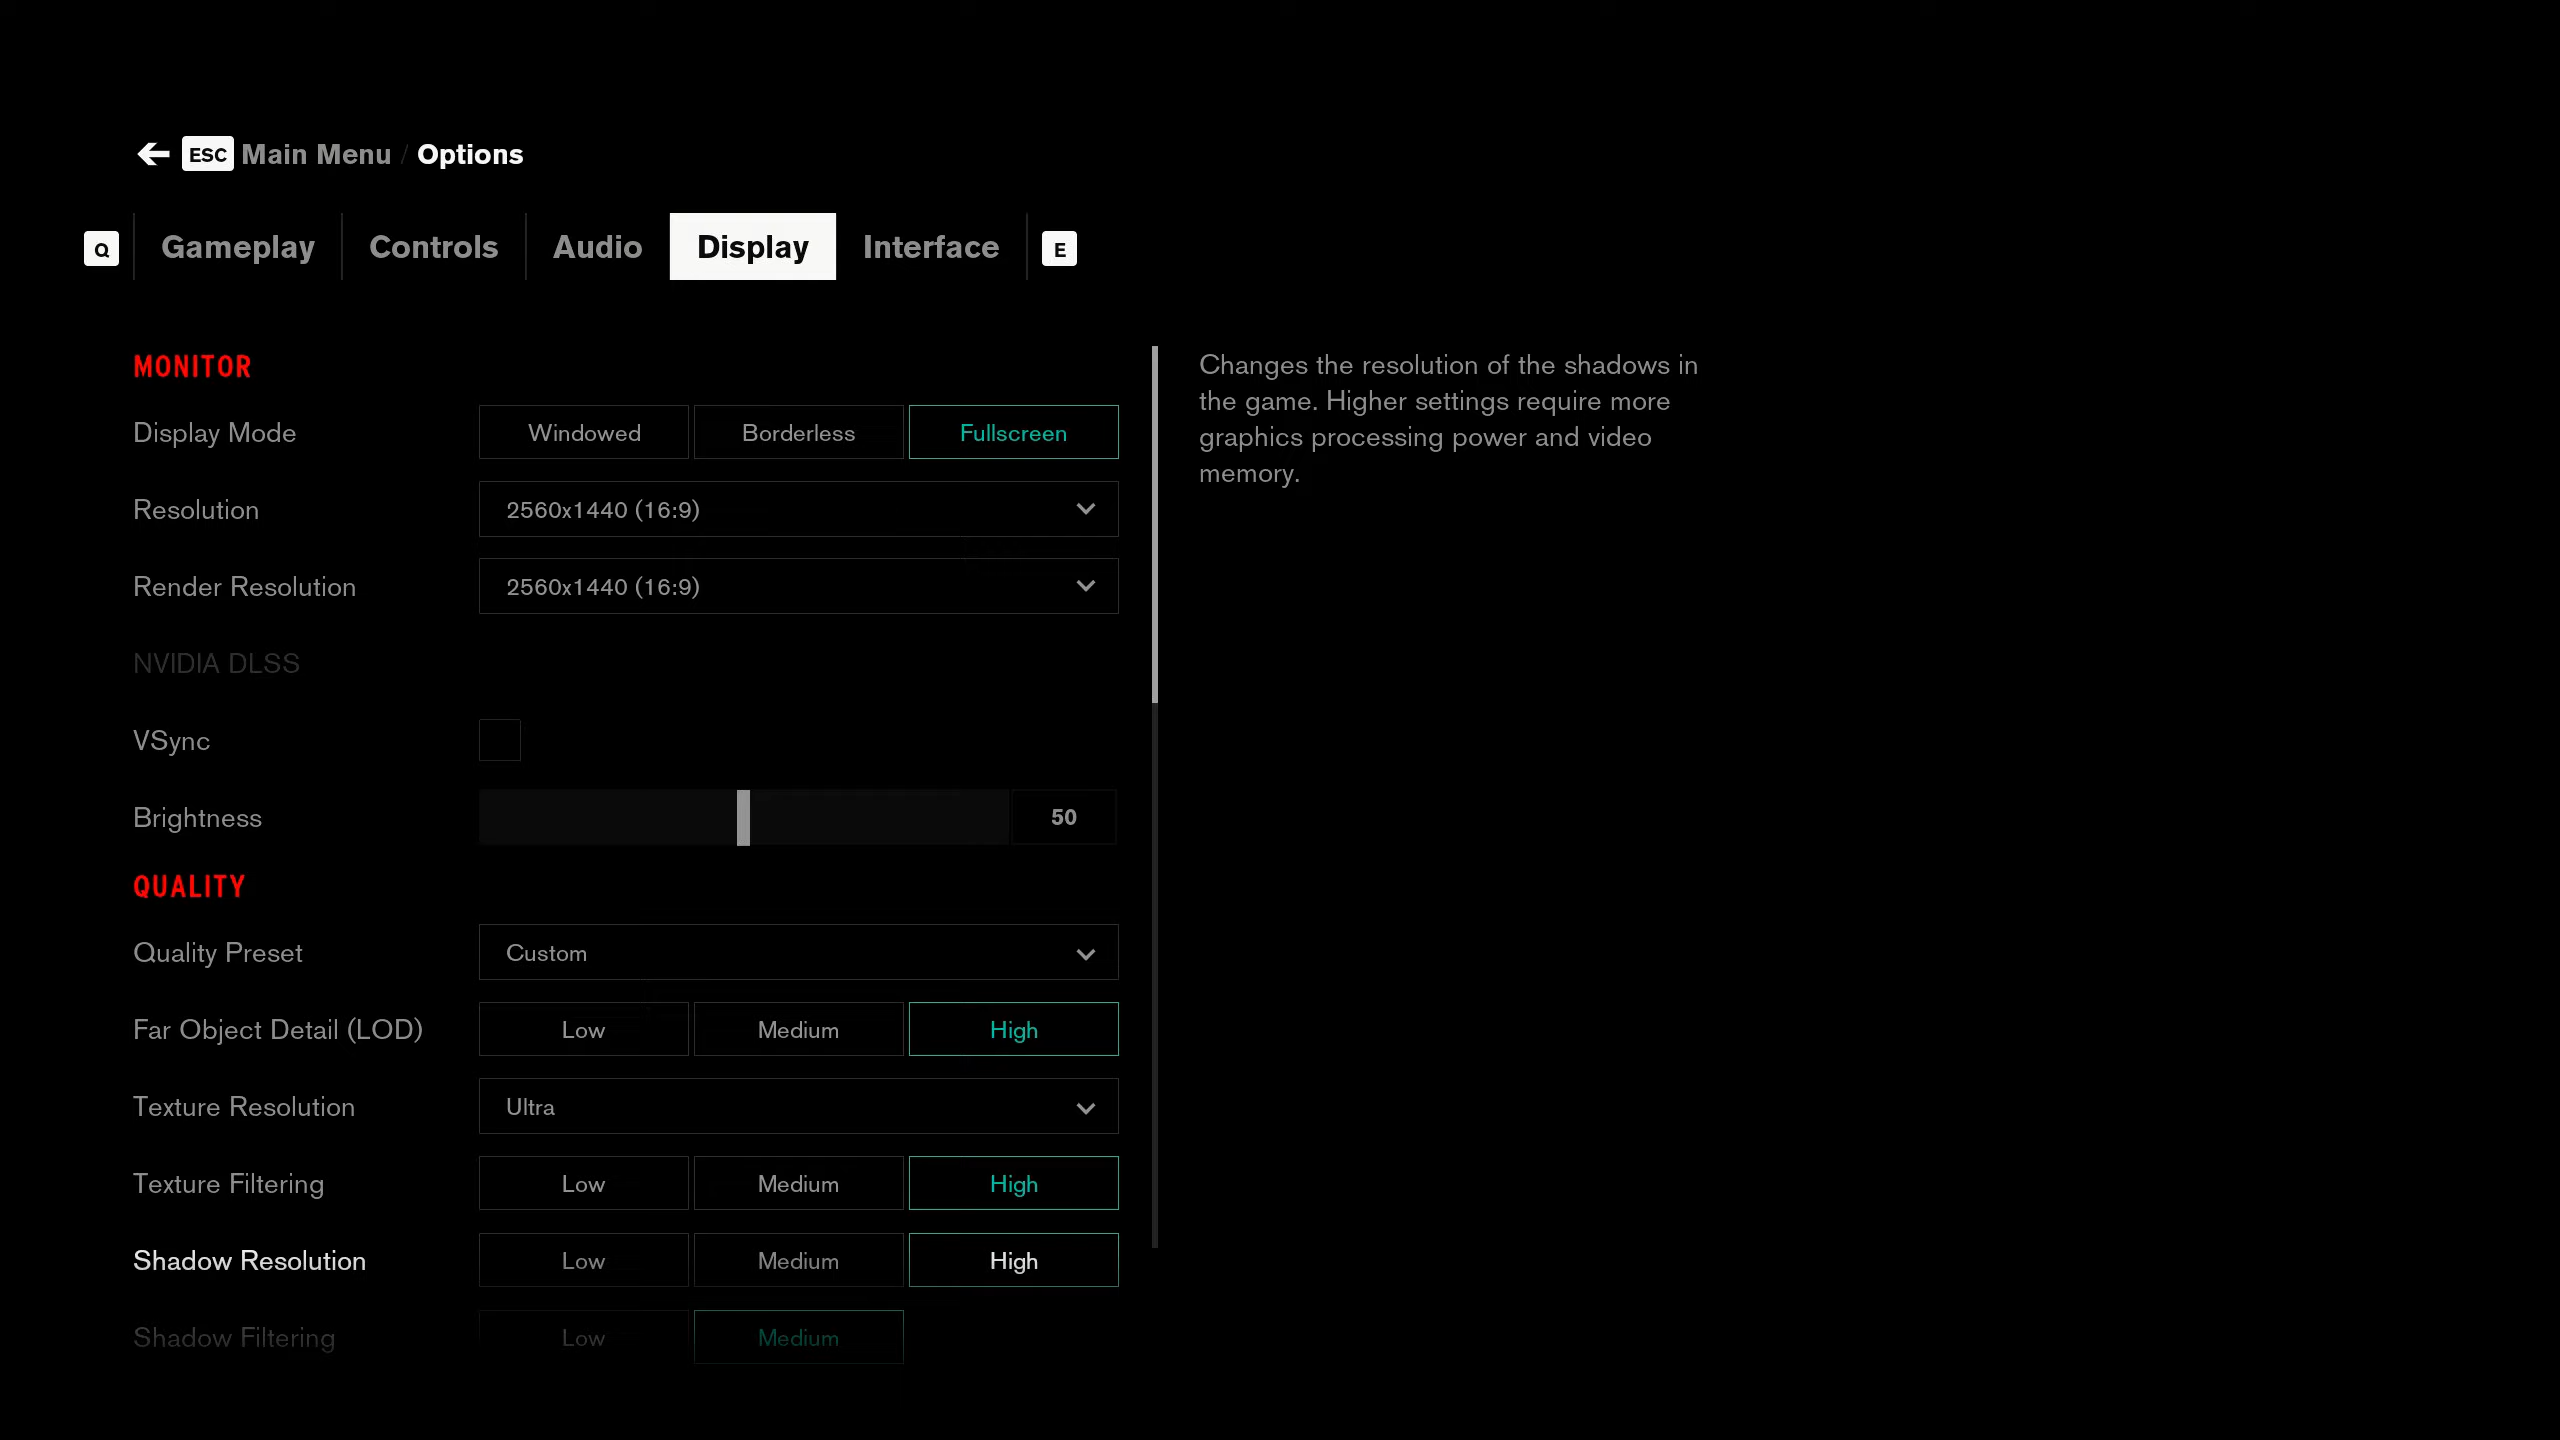 ESC Main Menu / Options
Q Gameplay Controls Audio Display Interface E
MONITOR
Display Mode Windowed Borderless Fullscreen
Resolution 2560x1440 (16:9)
Render Resolution 2560x1440 (16:9)
NVIDIA DLSS
VSync
Brightness 50
QUALITY
Quality Preset Custom
Far Object Detail (LOD) Low Medium High
Texture Resolution Ultra
Texture Filtering Low Medium High
Shadow Resolution Low Medium High
Shadow Filtering Low Medium
Changes the resolution of the shadows in
the game. Higher settings require more
graphics processing power and video
memory.